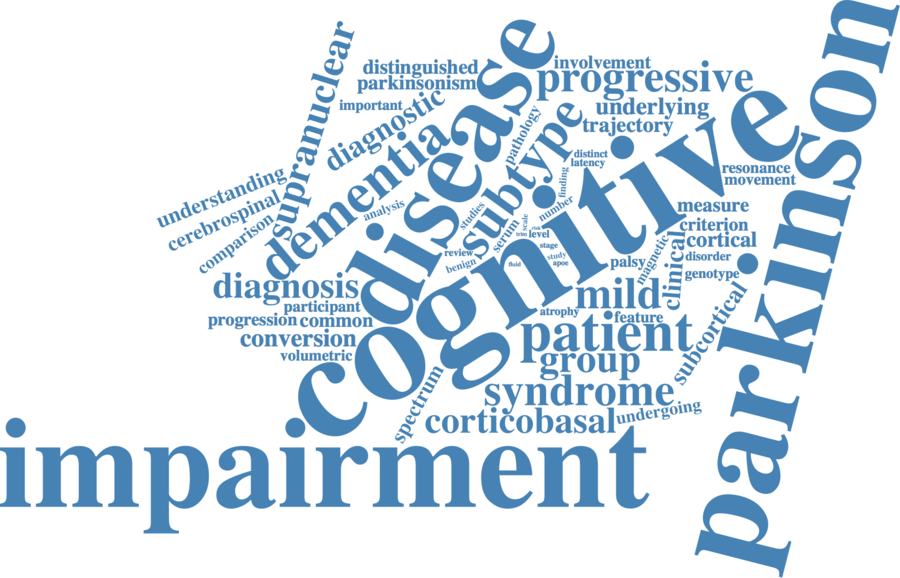 parkinson
cognitive
impairment
disease
dementia
subtype
progressive
involvement
distinguished
parkinsonism
important
diagnostic
supranuclear
understanding
cerebrospinal
comparison
analysis
pathology
underlying
trajectory
distinct
latency
finding
number
studies
serum
scale
risk
trim
level
stage
study
apoe
fluid
review
benign
resonance
movement
measure
criterion
cortical
disorder
genotype
clinical
magnetic
palsy
mild
feature
atrophy
patient
group
syndrome
corticobasal
undergoing
subcortical
spectrum
diagnosis
participant
progression
common
conversion
volumetric